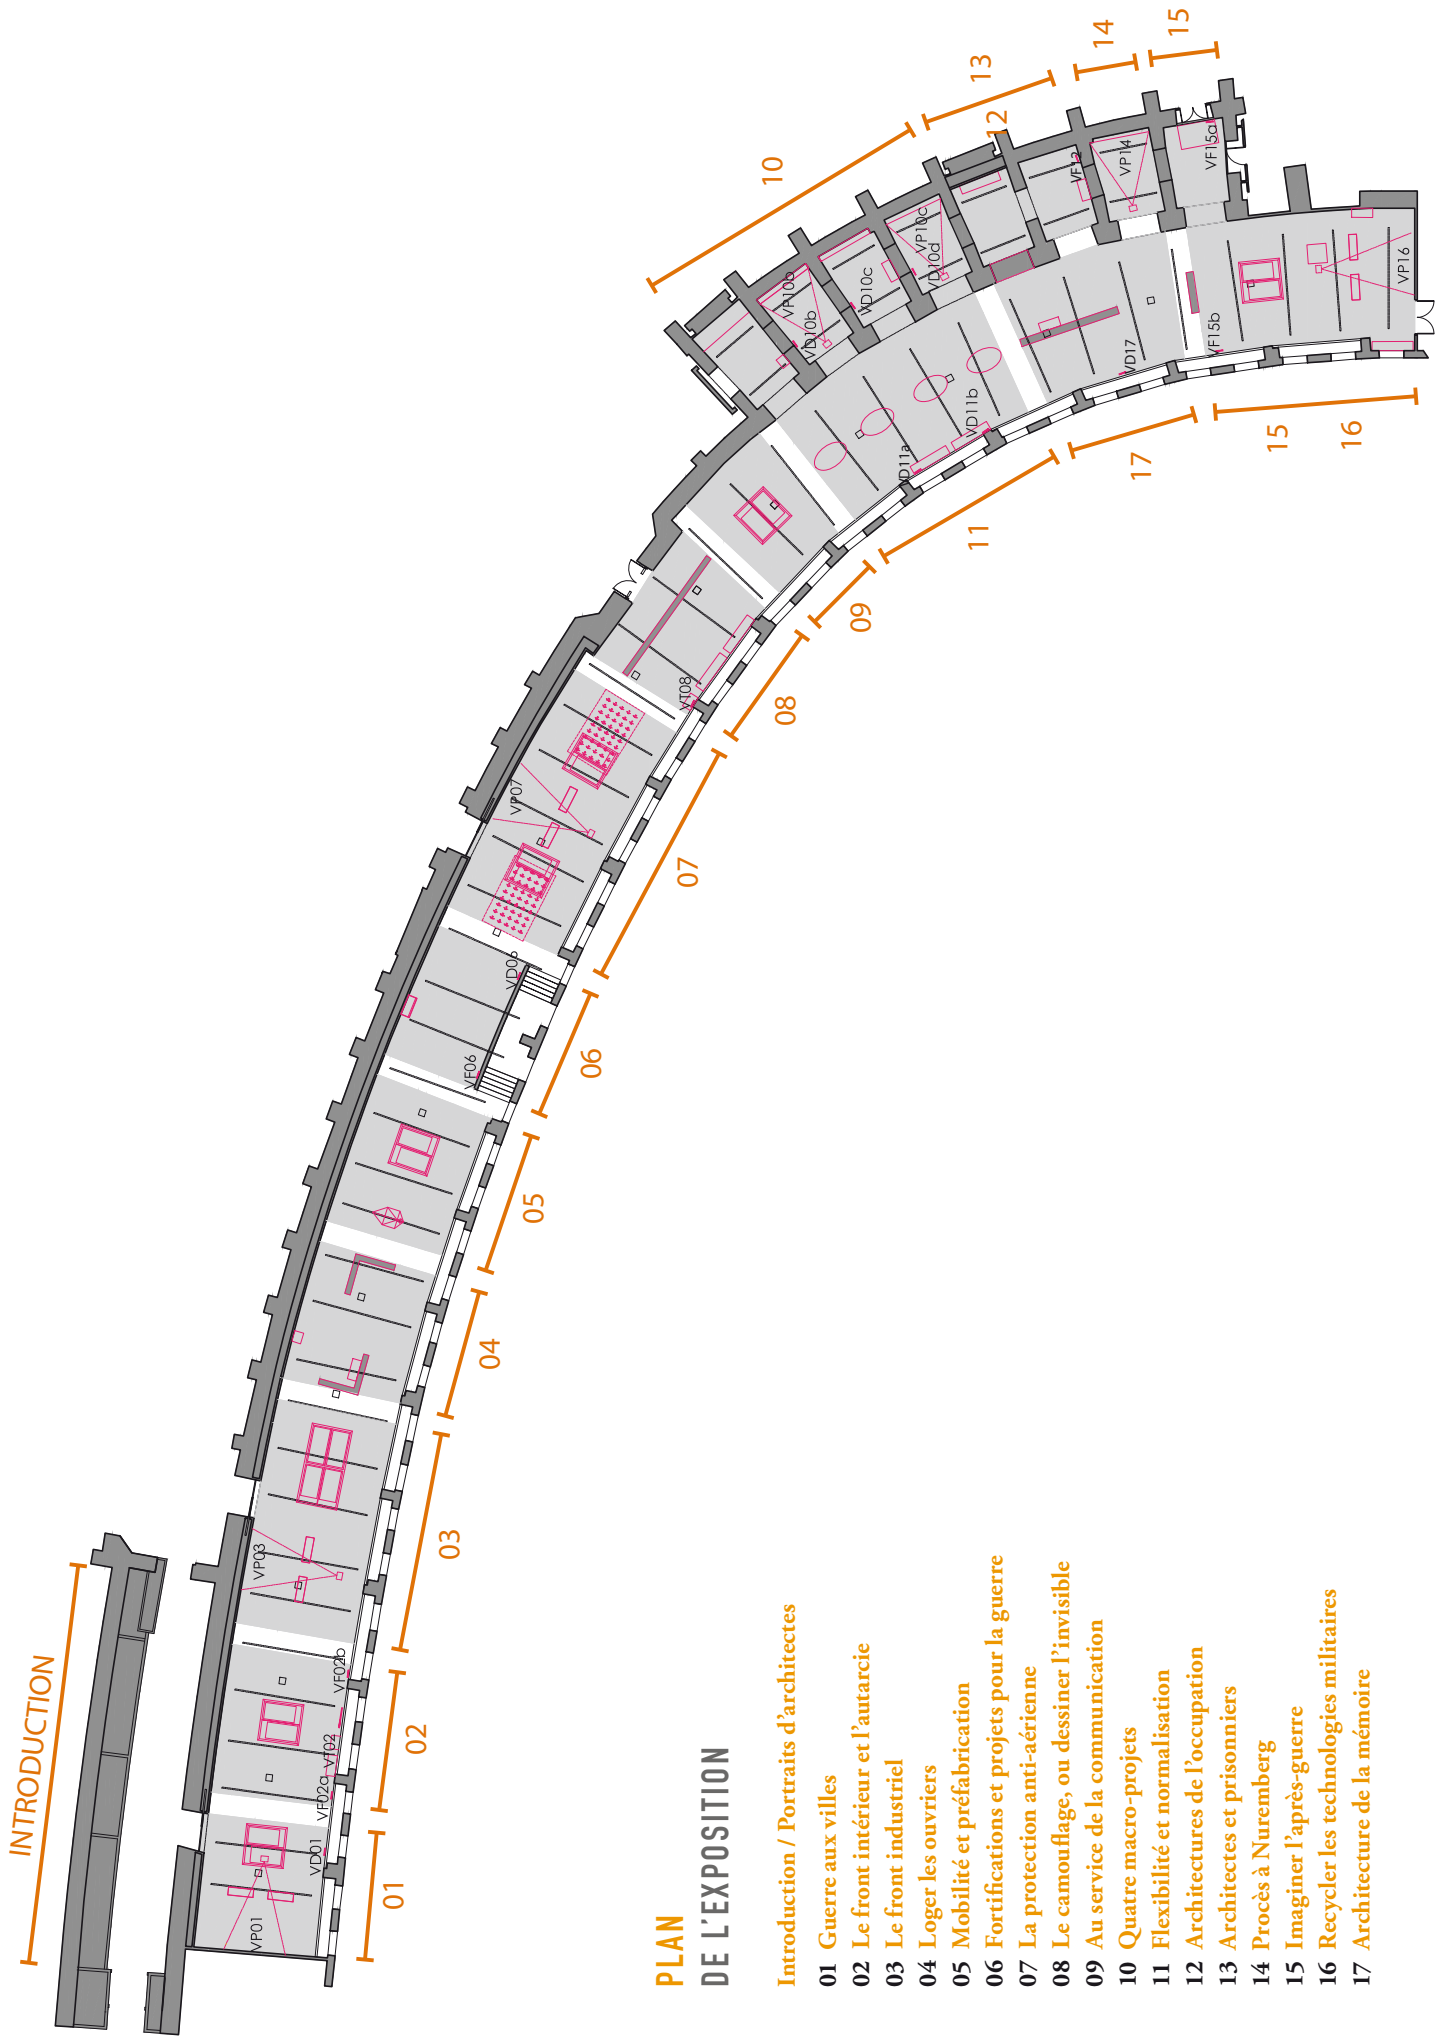 INTRODUCTION
01
02
03
04
05
06
07
08
09
11
17
15
16
10
13
12
14
15
VP01
VD01
VF02a
VT02
VF02b
VP03
VF06
VD06
VP07
VT08
VD10b
VP10b
VD10c
VP10c
VD10d
VD11a
VD11b
VF12
VP14
VF15a
VD17
VF15b
VP16
PLAN
DE L'EXPOSITION
Introduction / Portraits d'architectes
01 Guerre aux villes
02 Le front intérieur et l'autarcie
03 Le front industriel
04 Loger les ouvriers
05 Mobilité et préfabrication
06 Fortifications et projets pour la guerre
07 La protection anti-aérienne
08 Le camouflage, ou dessiner l'invisible
09 Au service de la communication
10 Quatre macro-projets
11 Flexibilité et normalisation
12 Architectures de l'occupation
13 Architectes et prisonniers
14 Procès à Nuremberg
15 Imaginer l'après-guerre
16 Recycler les technologies militaires
17 Architecture de la mémoire